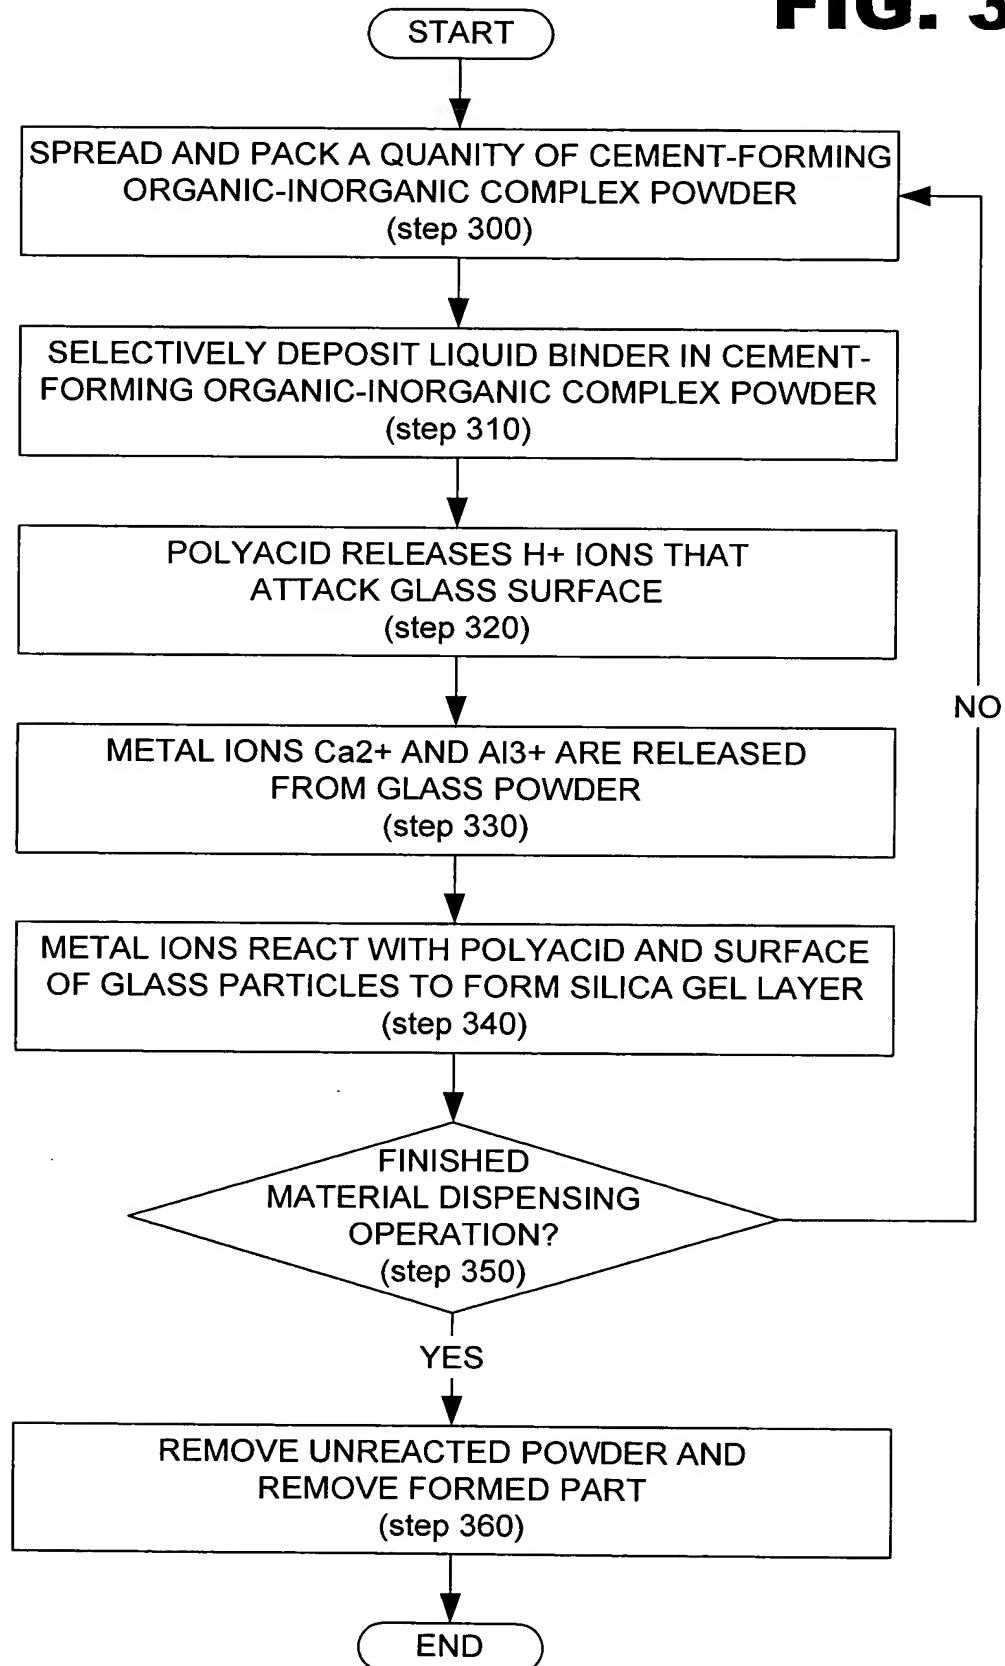 FIG. 3
START
SPREAD AND PACK A QUANITY OF CEMENT-FORMING
ORGANIC-INORGANIC COMPLEX POWDER
(step 300)
SELECTIVELY DEPOSIT LIQUID BINDER IN CEMENT-
FORMING ORGANIC-INORGANIC COMPLEX POWDER
(step 310)
POLYACID RELEASES H+ IONS THAT
ATTACK GLASS SURFACE
(step 320)
NO
METAL IONS Ca2+ AND Al3+ ARE RELEASED
FROM GLASS POWDER
(step 330)
METAL IONS REACT WITH POLYACID AND SURFACE
OF GLASS PARTICLES TO FORM SILICA GEL LAYER
(step 340)
FINISHED
MATERIAL DISPENSING
OPERATION?
(step 350)
YES
REMOVE UNREACTED POWDER AND
REMOVE FORMED PART
(step 360)
END